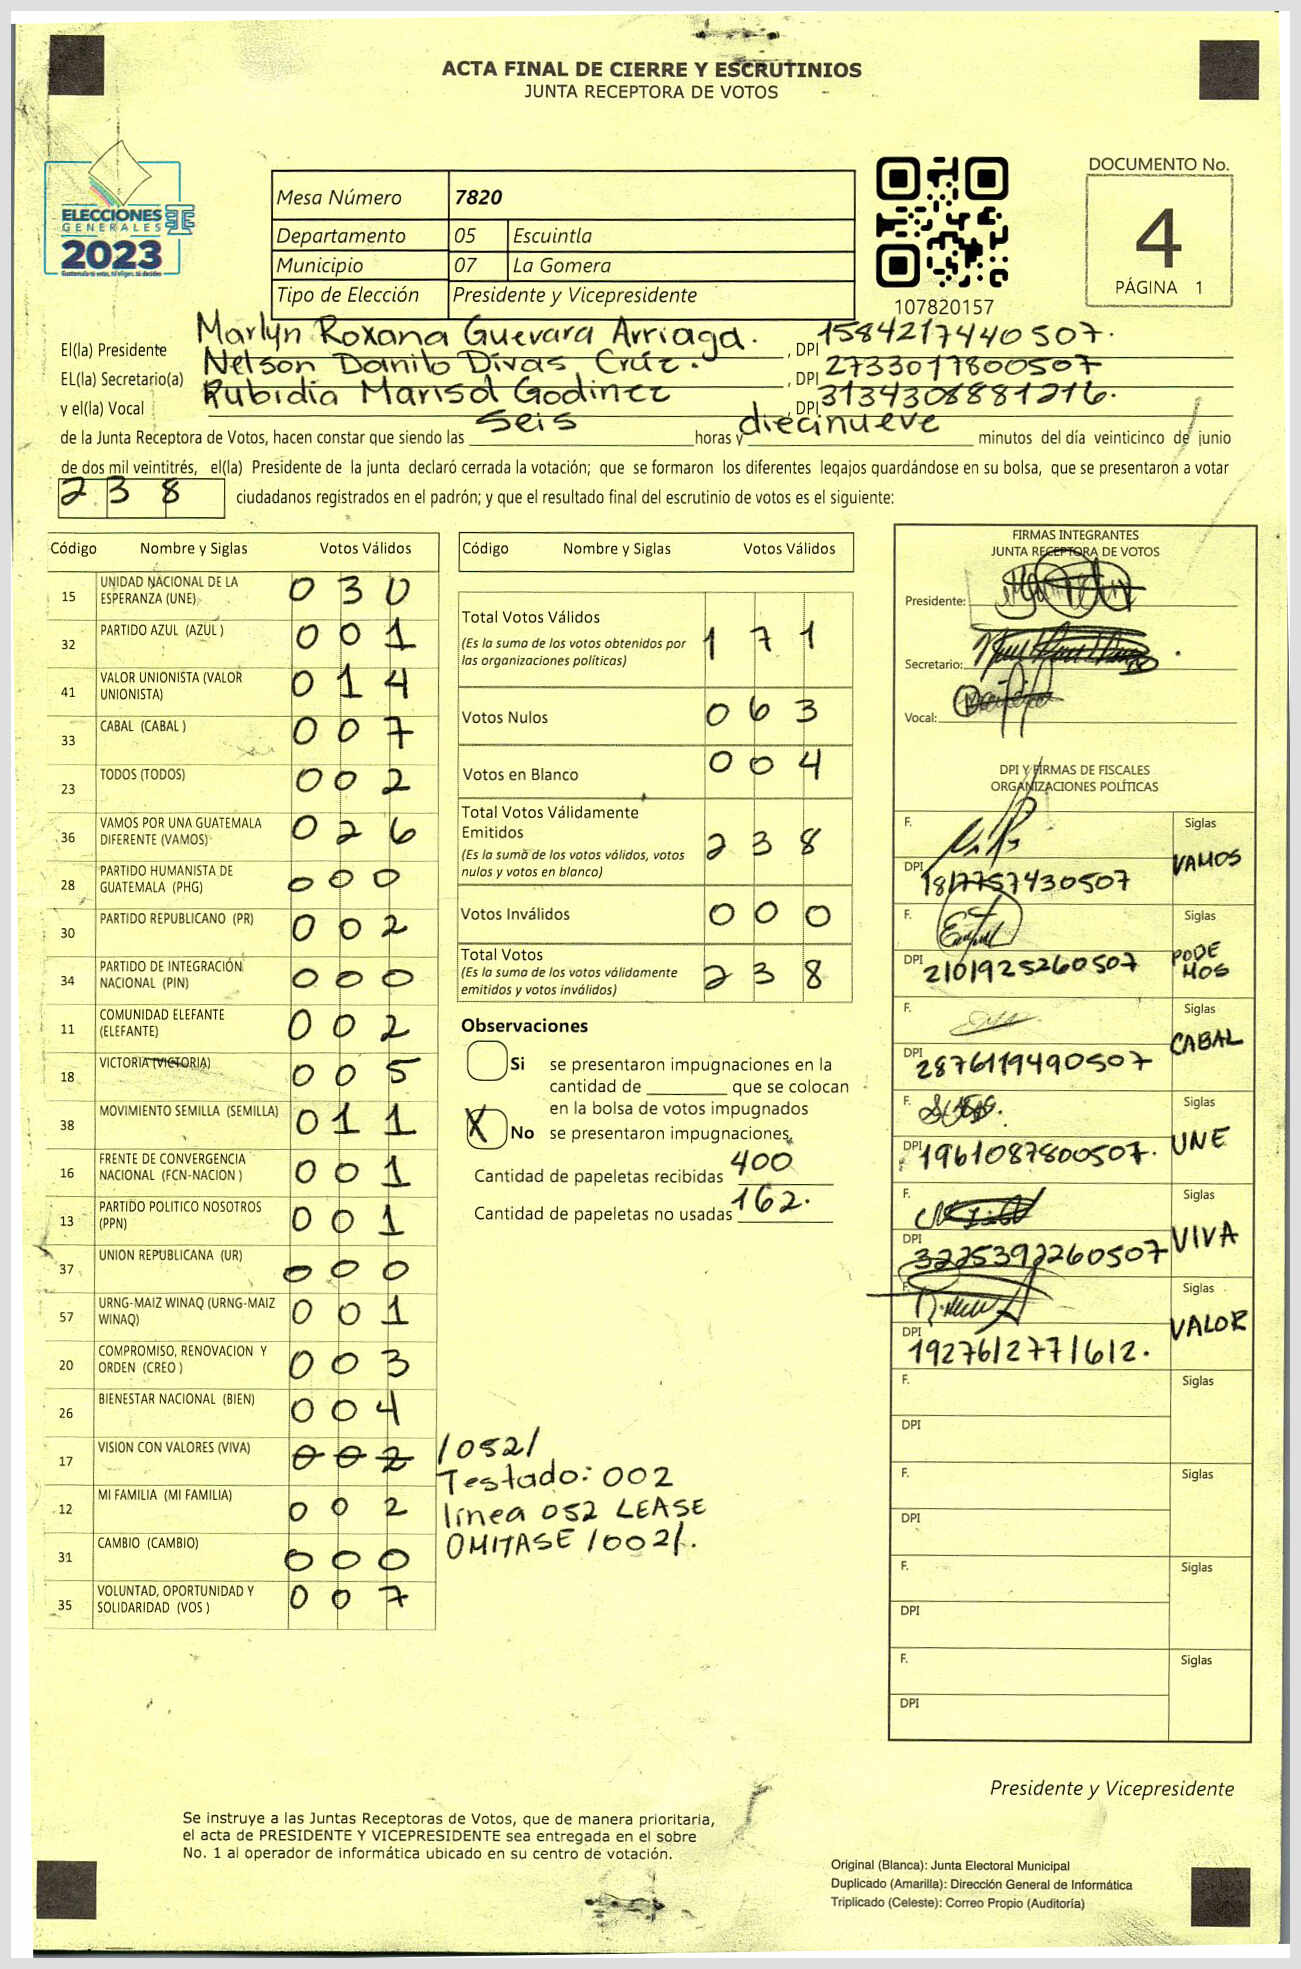 ACTA FINAL DE CIERRE Y ESCRUTINIOS
JUNTA RECEPTORA DE VOTOS
ELECCIONES
GENERALES
2023
Mesa Número 7820
Departamento 05 Escuintla
Municipio 07 La Gomera
Tipo de Elección Presidente y Vicepresidente
107820157
DOCUMENTO No.
4
PÁGINA 1
El(la) Presidente Marlyn Roxana Guevara Arriaga. , DPI 1584217440507.
EL(la) Secretario(a) Nelson Danilo Divas Cruz. , DPI 2733017800507
y el(la) Vocal Rubidia Marisol Godinez , DPI 3134308881216.
de la Junta Receptora de Votos, hacen constar que siendo las seis horas y diecinueve minutos del día veinticinco de junio
de dos mil veintitrés, el(la) Presidente de la junta declaró cerrada la votación; que se formaron los diferentes legajos guardándose en su bolsa, que se presentaron a votar
2 3 8 ciudadanos registrados en el padrón; y que el resultado final del escrutinio de votos es el siguiente:
Código Nombre y Siglas Votos Válidos
15 UNIDAD NACIONAL DE LA ESPERANZA (UNE) 0 3 0
32 PARTIDO AZUL (AZUL ) 0 0 1
41 VALOR UNIONISTA (VALOR UNIONISTA) 0 1 4
33 CABAL (CABAL ) 0 0 7
23 TODOS (TODOS) 0 0 2
36 VAMOS POR UNA GUATEMALA DIFERENTE (VAMOS) 0 2 6
28 PARTIDO HUMANISTA DE GUATEMALA (PHG) 0 0 0
30 PARTIDO REPUBLICANO (PR) 0 0 2
34 PARTIDO DE INTEGRACIÓN NACIONAL (PIN) 0 0 0
11 COMUNIDAD ELEFANTE (ELEFANTE) 0 0 2
18 VICTORIA (VICTORIA) 0 0 5
38 MOVIMIENTO SEMILLA (SEMILLA) 0 1 1
16 FRENTE DE CONVERGENCIA NACIONAL (FCN-NACION ) 0 0 1
13 PARTIDO POLITICO NOSOTROS (PPN) 0 0 1
37 UNION REPUBLICANA (UR) 0 0 0
57 URNG-MAIZ WINAQ (URNG-MAIZ WINAQ) 0 0 1
20 COMPROMISO, RENOVACION Y ORDEN (CREO ) 0 0 3
26 BIENESTAR NACIONAL (BIEN) 0 0 4
17 VISION CON VALORES (VIVA) 0 0 2
12 MI FAMILIA (MI FAMILIA) 0 0 2
31 CAMBIO (CAMBIO) 0 0 0
35 VOLUNTAD, OPORTUNIDAD Y SOLIDARIDAD (VOS ) 0 0 7
/052/
Testado: 002
línea 052 LEASE
OMITASE /002/.
Código Nombre y Siglas Votos Válidos
Total Votos Válidos 1 7 1
(Es la suma de los votos obtenidos por
las organizaciones políticas)
Votos Nulos 0 6 3
Votos en Blanco 0 0 4
Total Votos Válidamente
Emitidos 2 3 8
(Es la suma de los votos válidos, votos
nulos y votos en blanco)
Votos Inválidos 0 0 0
Total Votos 2 3 8
(Es la suma de los votos válidamente
emitidos y votos inválidos)
Observaciones
Si se presentaron impugnaciones en la
cantidad de ________ que se colocan
en la bolsa de votos impugnados
X No se presentaron impugnaciones
Cantidad de papeletas recibidas 400
Cantidad de papeletas no usadas 162.
FIRMAS INTEGRANTES
JUNTA RECEPTORA DE VOTOS
Presidente:
Secretario:
Vocal:
DPI Y FIRMAS DE FISCALES
ORGANIZACIONES POLÍTICAS
F. Siglas
DPI 1817757430507 VAMOS
F. Siglas
DPI 2101925260507 PODEMOS
F. Siglas
DPI 2876119490507 CABAL
F. Siglas
DPI 1961087800507. UNE
F. Siglas
DPI 3225392260507 VIVA
F. Siglas
DPI 1927612771612. VALOR
F. Siglas
DPI
F. Siglas
DPI
F. Siglas
DPI
F. Siglas
DPI
Presidente y Vicepresidente
Se instruye a las Juntas Receptoras de Votos, que de manera prioritaria,
el acta de PRESIDENTE Y VICEPRESIDENTE sea entregada en el sobre
No. 1 al operador de informática ubicado en su centro de votación.
Original (Blanca): Junta Electoral Municipal
Duplicado (Amarilla): Dirección General de Informática
Triplicado (Celeste): Correo Propio (Auditoría)